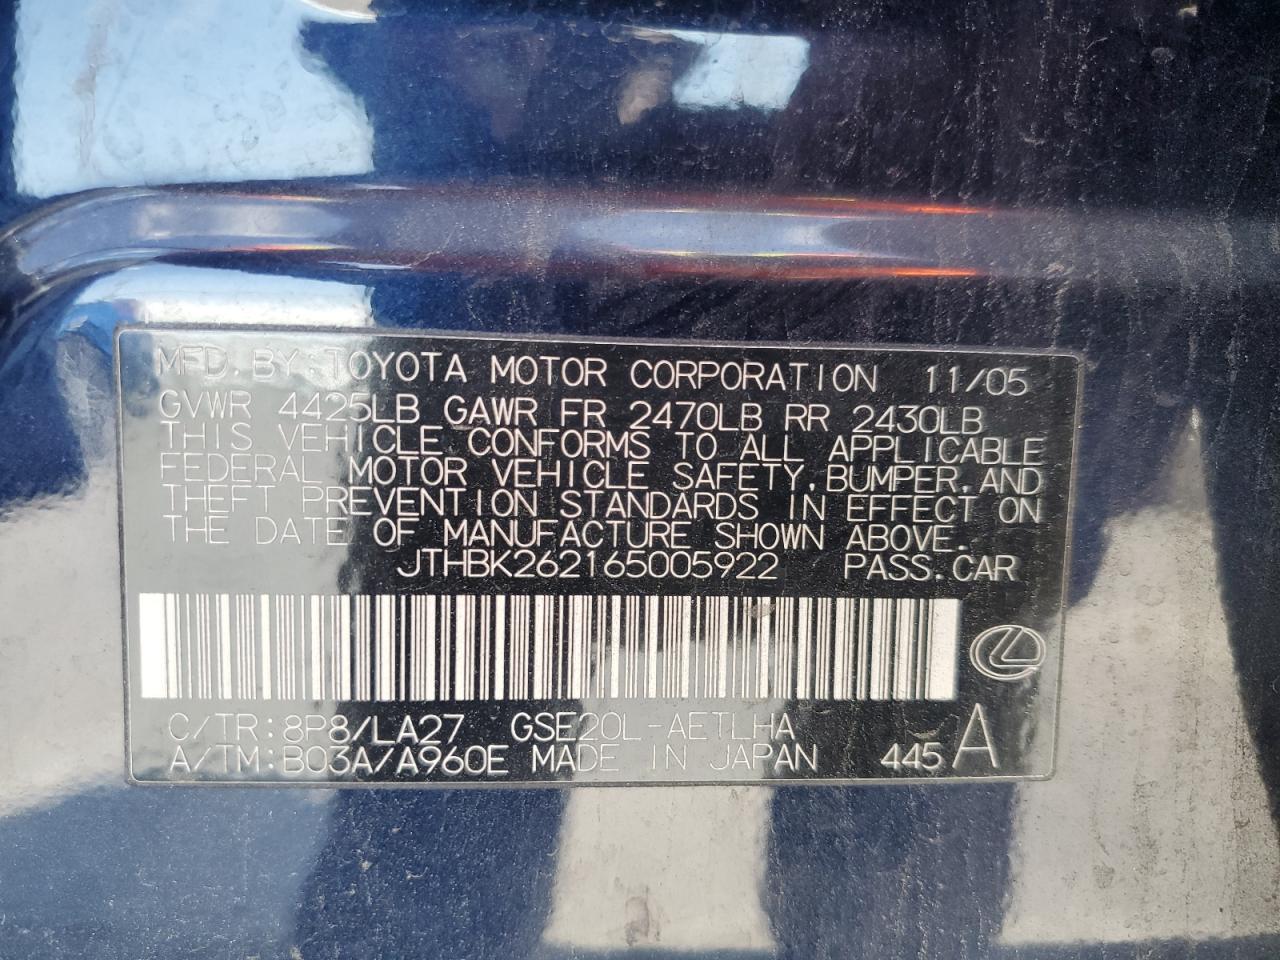 MFD. BY: TOYOTA MOTOR CORPORATION 11/05
GVWR 4425LB GAWR FR 2470LB RR 2430LB
THIS VEHICLE CONFORMS TO ALL APPLICABLE
FEDERAL MOTOR VEHICLE SAFETY, BUMPER, AND
THEFT PREVENTION STANDARDS IN EFFECT ON
THE DATE OF MANUFACTURE SHOWN ABOVE.
JTHBK262165005922 PASS. CAR
C/TR: 8P8/LA27 GSE20L-AETLHA
A/TM: B03A/A960E MADE IN JAPAN 445 A